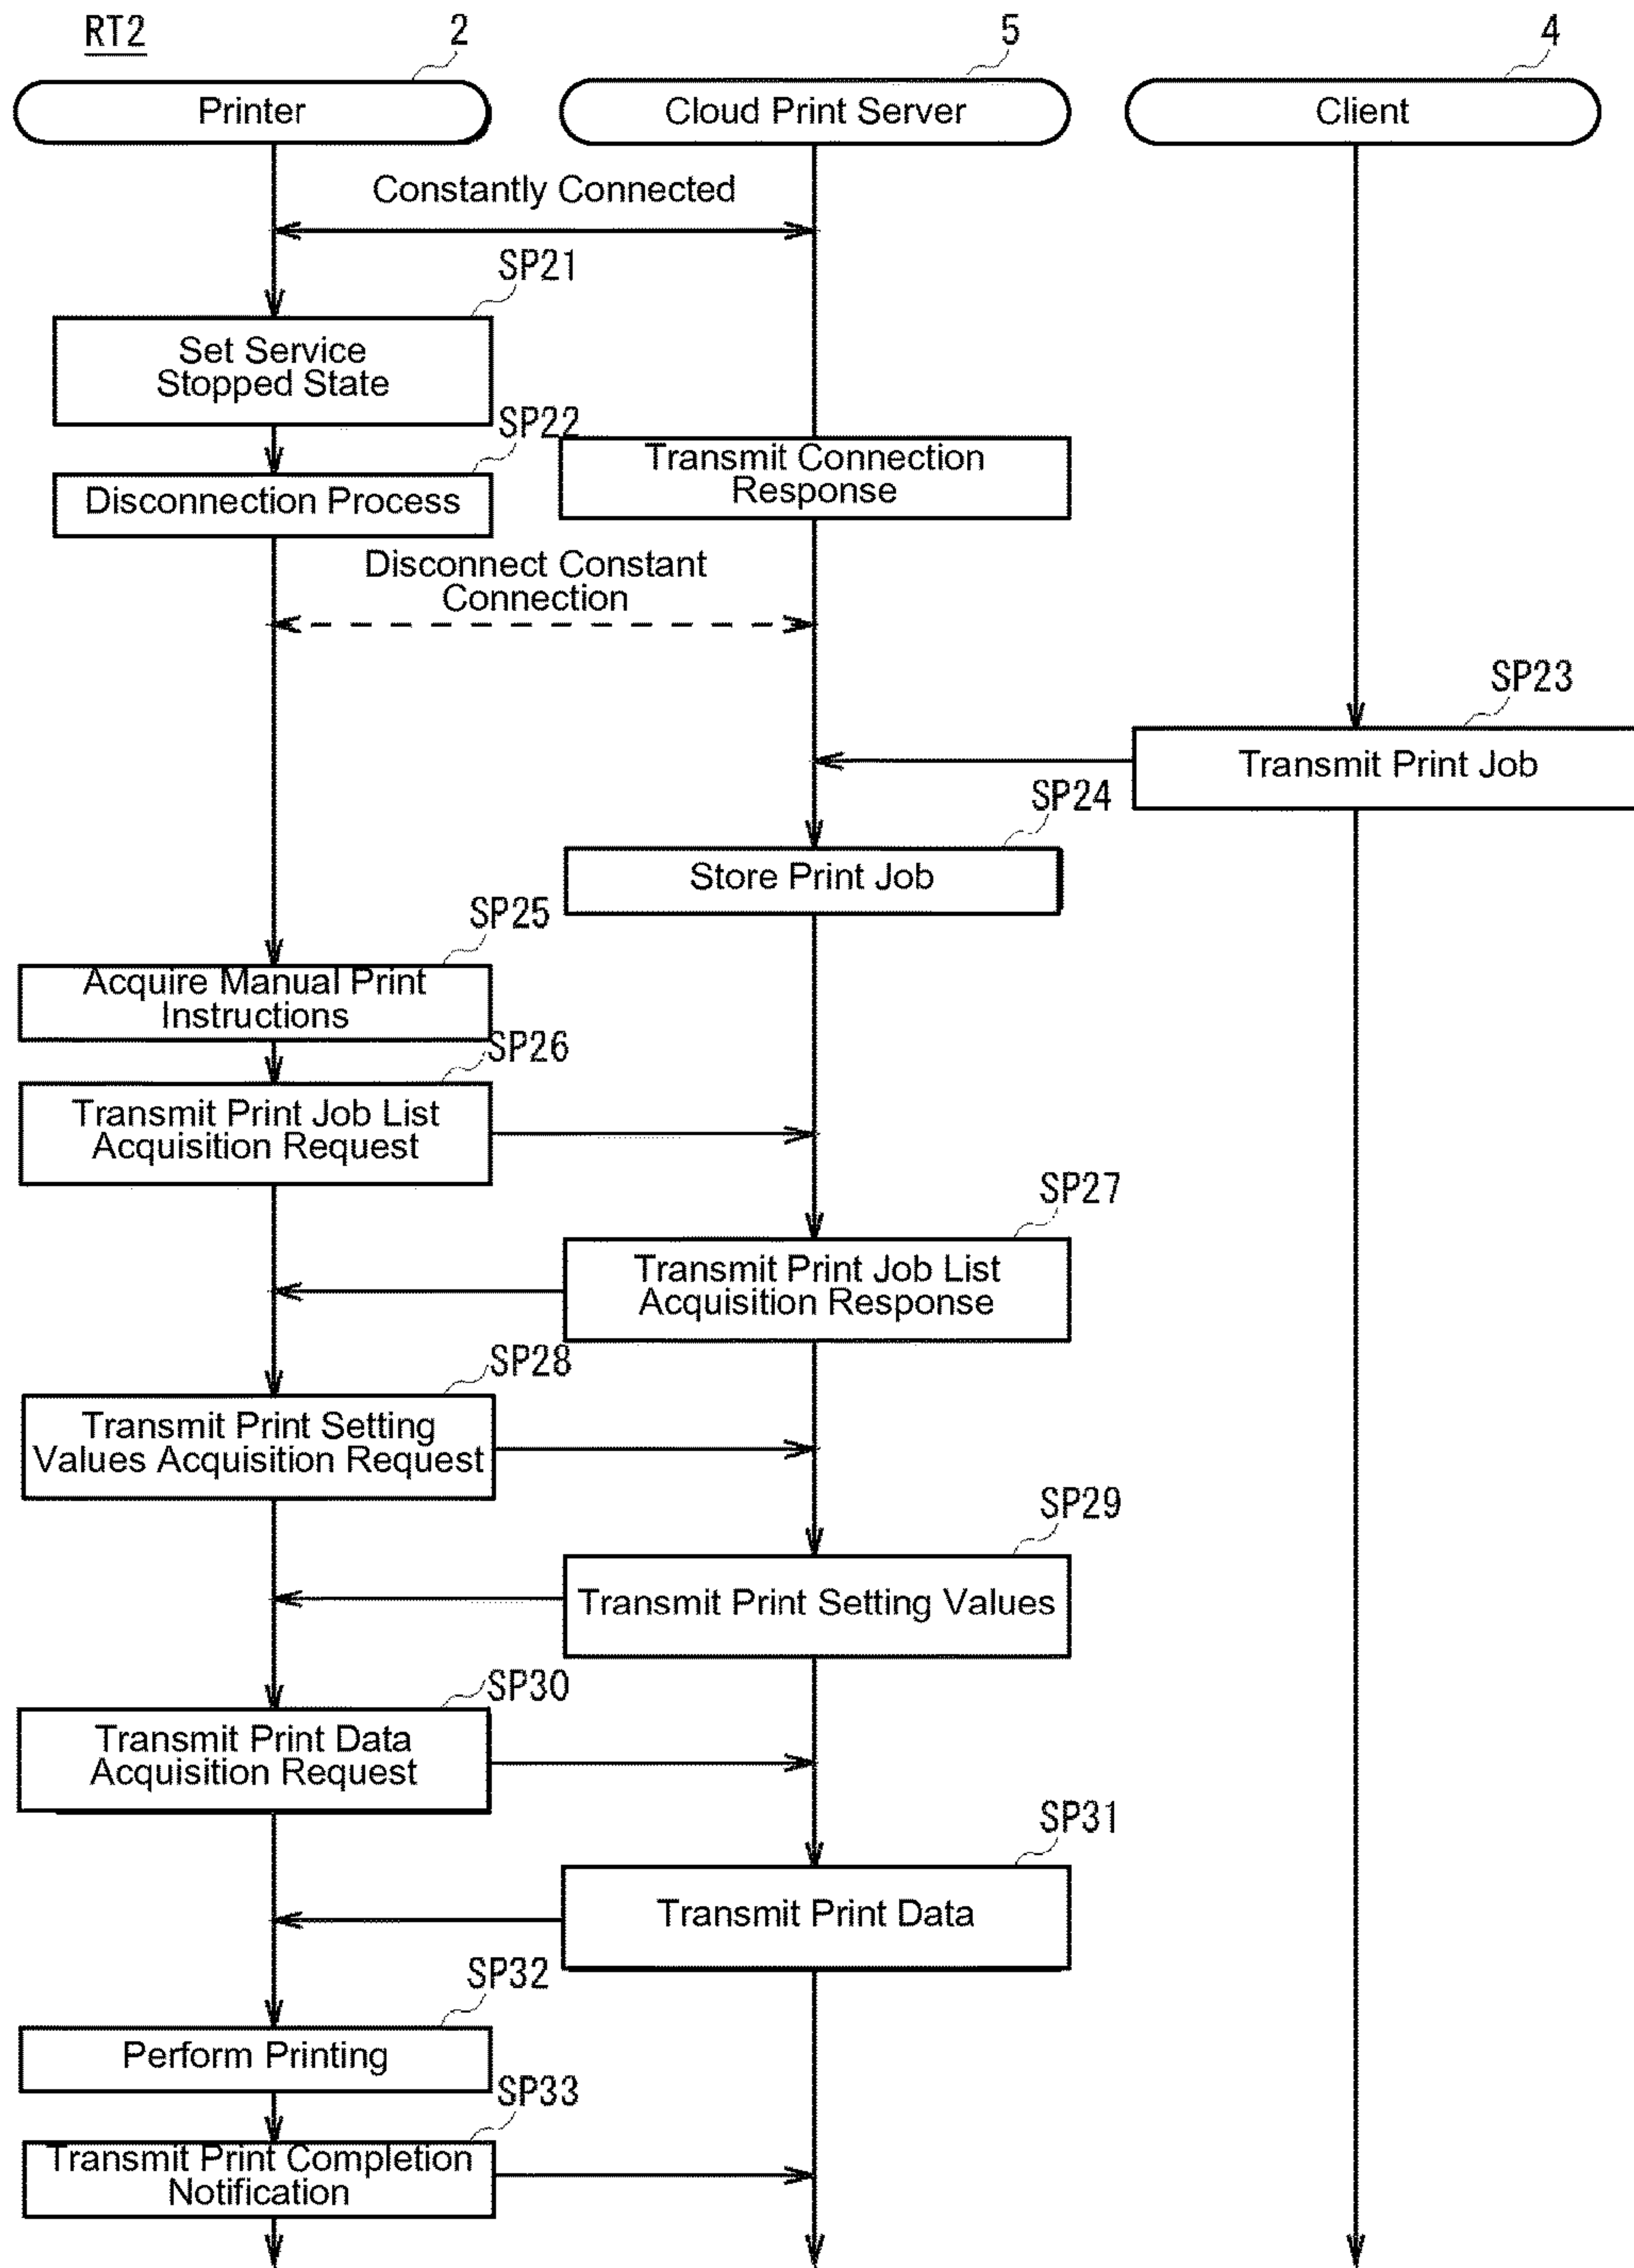 RT2
2
5
4
Printer
Cloud Print Server
Client
Constantly Connected
SP21
Set Service
Stopped State
SP22
Transmit Connection
Response
Disconnection Process
Disconnect Constant
Connection
SP23
Transmit Print Job
SP24
Store Print Job
SP25
Acquire Manual Print
Instructions
SP26
Transmit Print Job List
Acquisition Request
SP27
Transmit Print Job List
Acquisition Response
SP28
Transmit Print Setting
Values Acquisition Request
SP29
Transmit Print Setting Values
SP30
Transmit Print Data
Acquisition Request
SP31
Transmit Print Data
SP32
Perform Printing
SP33
Transmit Print Completion
Notification